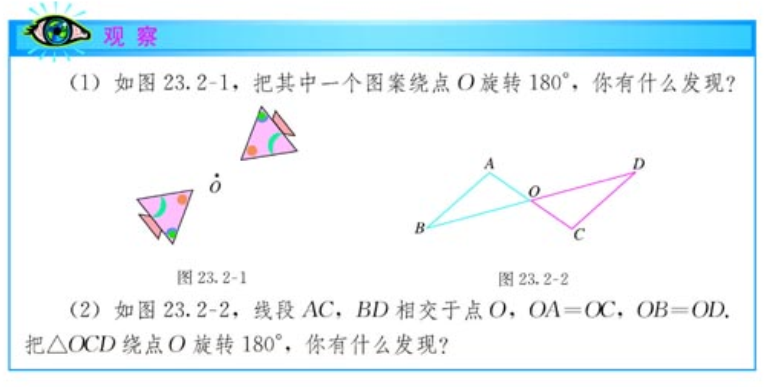 观察
(1) 如图 23.2-1，把其中一个图案绕点 O 旋转 180°，你有什么发现？
O
A
D
O
B
C
图 23.2-1
图 23.2-2
(2) 如图 23.2-2，线段 AC，BD 相交于点 O，OA=OC，OB=OD.
把△OCD 绕点 O 旋转 180°，你有什么发现？